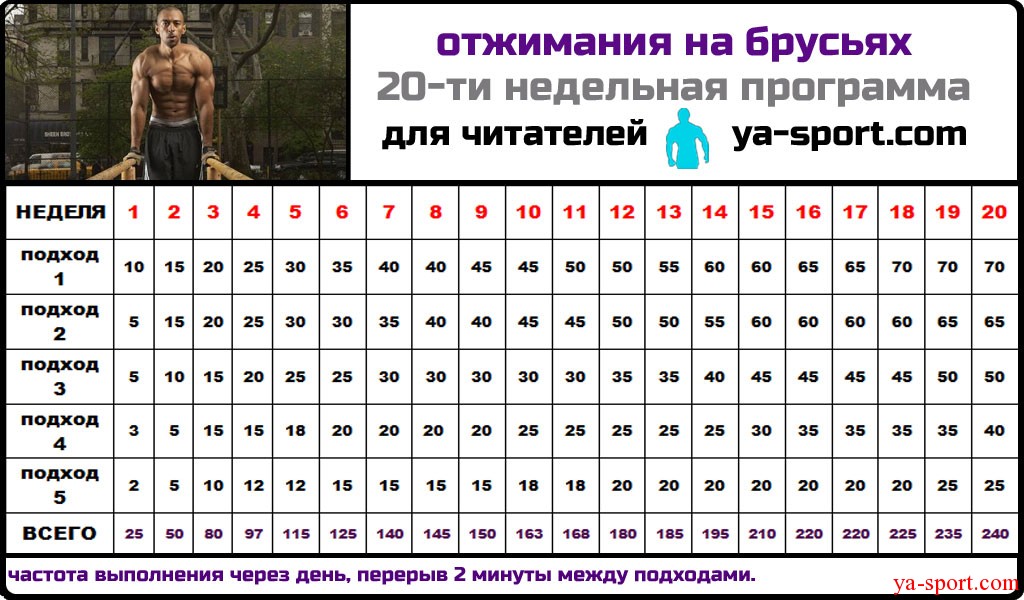 отжимания на брусьях
20-ти недельная программа
для читателей ya-sport.com
НЕДЕЛЯ 1 2 3 4 5 6 7 8 9 10 11 12 13 14 15 16 17 18 19 20
подход 1 10 15 20 25 30 35 40 40 45 45 50 50 55 60 60 65 65 70 70 70
подход 2 5 15 20 25 30 30 35 40 40 45 45 50 50 55 60 60 60 60 65 65
подход 3 5 10 15 20 25 25 30 30 30 30 30 35 35 40 45 45 45 45 50 50
подход 4 3 5 15 15 18 20 20 20 20 25 25 25 25 25 30 35 35 35 35 40
подход 5 2 5 10 12 12 15 15 15 15 18 18 20 20 20 20 20 20 20 25 25
ВСЕГО 25 50 80 97 115 125 140 145 150 163 168 180 185 195 210 220 220 225 235 240
частота выполнения через день, перерыв 2 минуты между подходами.
ya-sport.com